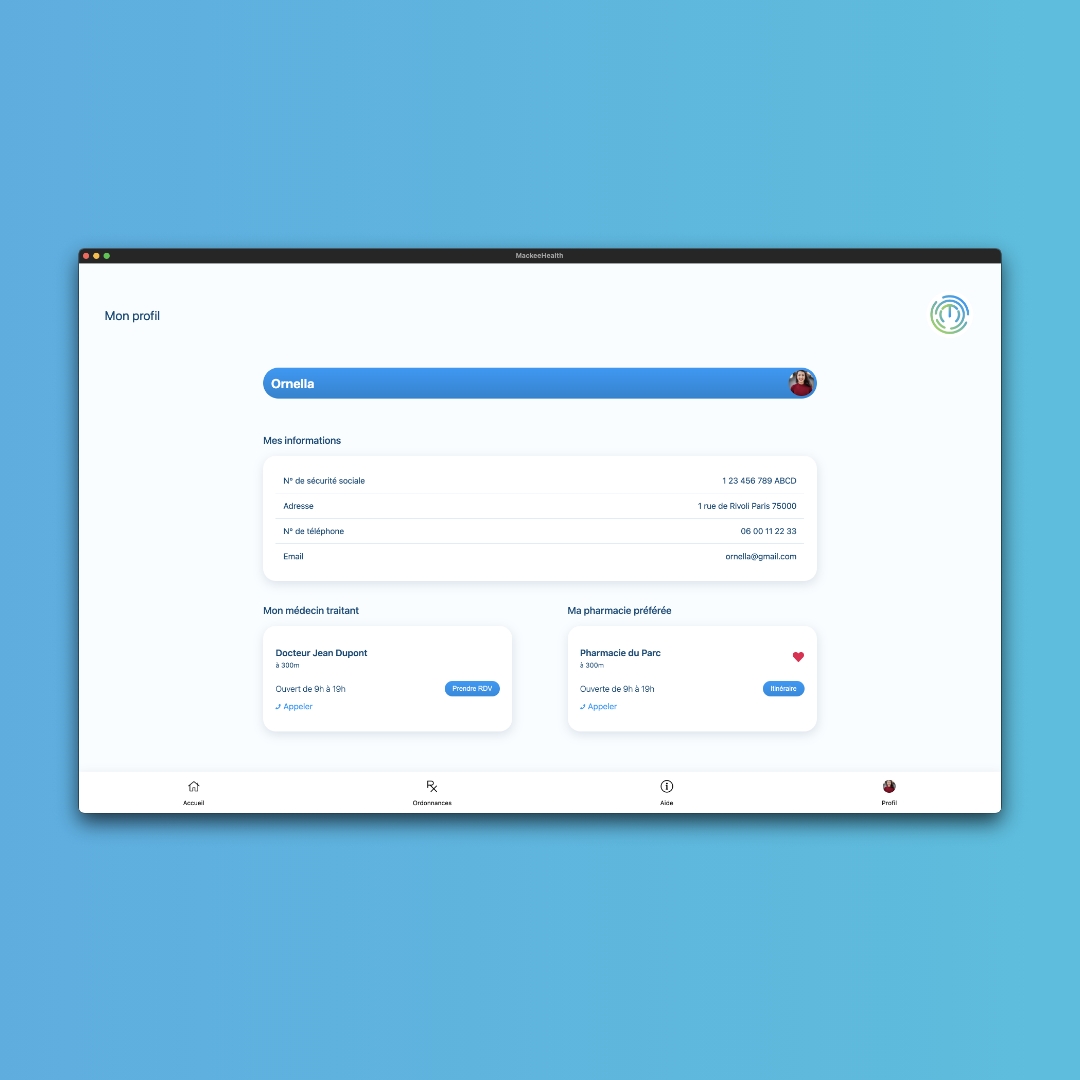 MackeeHealth
Mon profil
Ornella
Mes informations
N° de sécurité sociale 1 23 456 789 ABCD
Adresse 1 rue de Rivoli Paris 75000
N° de téléphone 06 00 11 22 33
Email ornella@gmail.com
Mon médecin traitant
Docteur Jean Dupont
à 300m
Ouvert de 9h à 19h Prendre RDV
Appeler
Ma pharmacie préférée
Pharmacie du Parc
à 300m
Ouverte de 9h à 19h Itinéraire
Appeler
Accueil Ordonnances Aide Profil